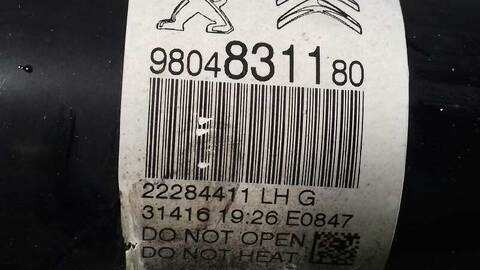 9804831180
22284411 LH G
31416 19:26 E0847
DO NOT OPEN
DO NOT HEAT